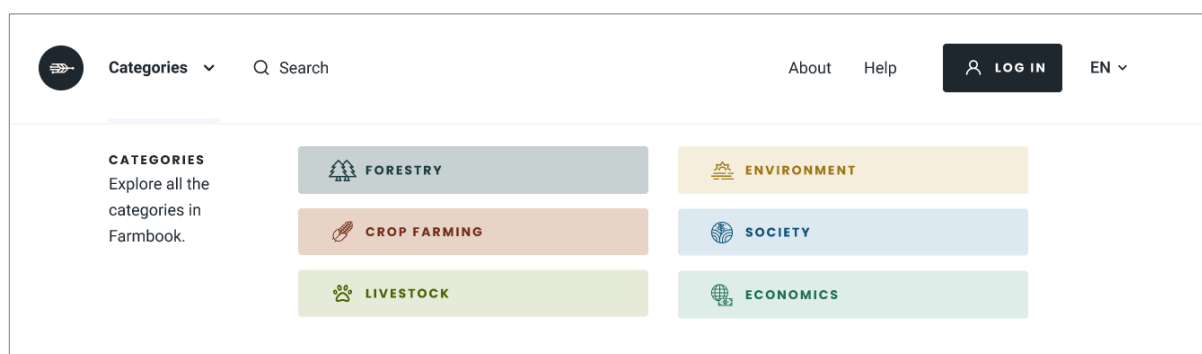 Categories
Search
About
Help
LOG IN
EN
CATEGORIES
Explore all the
categories in
Farmbook.
FORESTRY
ENVIRONMENT
CROP FARMING
SOCIETY
LIVESTOCK
ECONOMICS